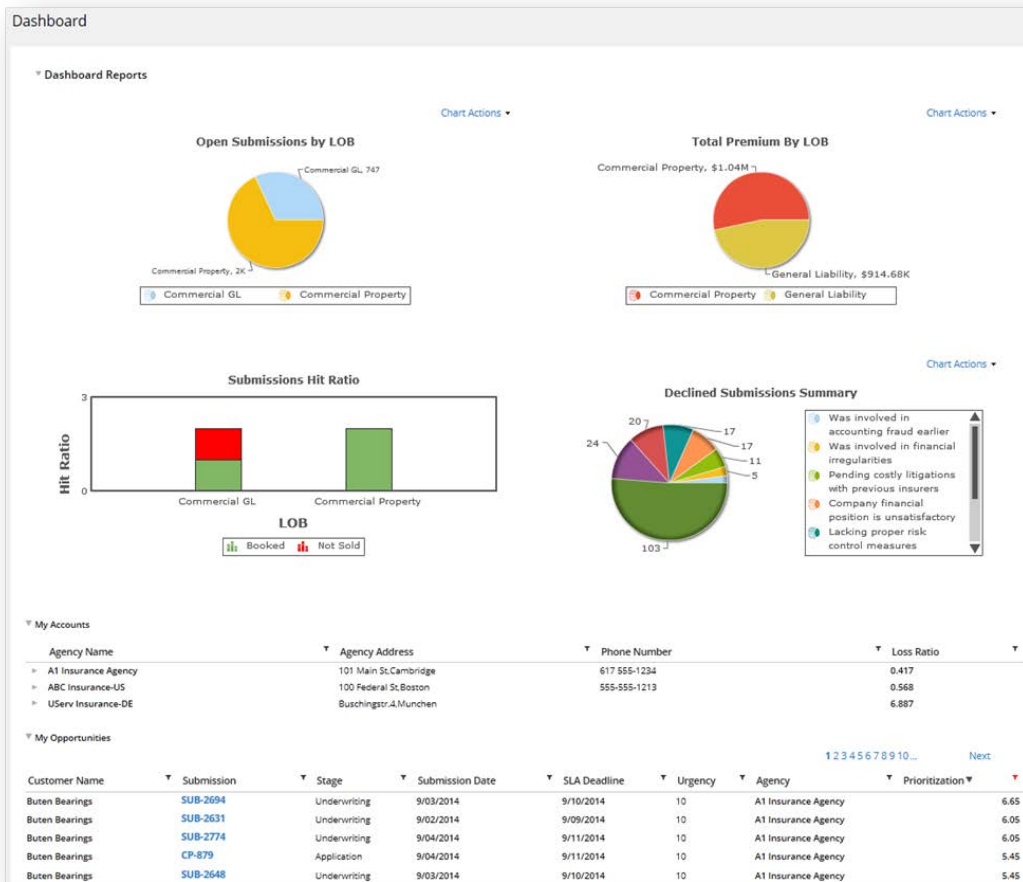 Dashboard
Dashboard Reports
Chart Actions
Chart Actions
Open Submissions by LOB
Commercial GL, 747
Commercial Property, 2K
Commercial GL Commercial Property
Total Premium By LOB
Commercial Property, $1.04M
General Liability, $914.68K
Commercial Property General Liability
Submissions Hit Ratio
3
Hit Ratio
0
Commercial GL Commercial Property
LOB
Booked Not Sold
Chart Actions
Declined Submissions Summary
20
17
24
17
11
5
103
Was involved in
accounting fraud earlier
Was involved in financial
irregularities
Pending costly litigations
with previous insurers
Company financial
position is unsatisfactory
Lacking proper risk
control measures
My Accounts
Agency Name Agency Address Phone Number Loss Ratio
A1 Insurance Agency 101 Main St,Cambridge 617 555-1234 0.417
ABC Insurance-US 100 Federal St,Boston 555-555-1213 0.568
UServ Insurance-DE Buschingstr.4,Munchen 6.887
My Opportunities
1 2 3 4 5 6 7 8 9 10... Next
Customer Name Submission Stage Submission Date SLA Deadline Urgency Agency Prioritization
Buten Bearings SUB-2694 Underwriting 9/03/2014 9/10/2014 10 A1 Insurance Agency 6.65
Buten Bearings SUB-2631 Underwriting 9/02/2014 9/09/2014 10 A1 Insurance Agency 6.05
Buten Bearings SUB-2774 Underwriting 9/04/2014 9/11/2014 10 A1 Insurance Agency 6.05
Buten Bearings CP-879 Application 9/04/2014 9/11/2014 10 A1 Insurance Agency 5.45
Buten Bearings SUB-2648 Underwriting 9/03/2014 9/10/2014 10 A1 Insurance Agency 5.45